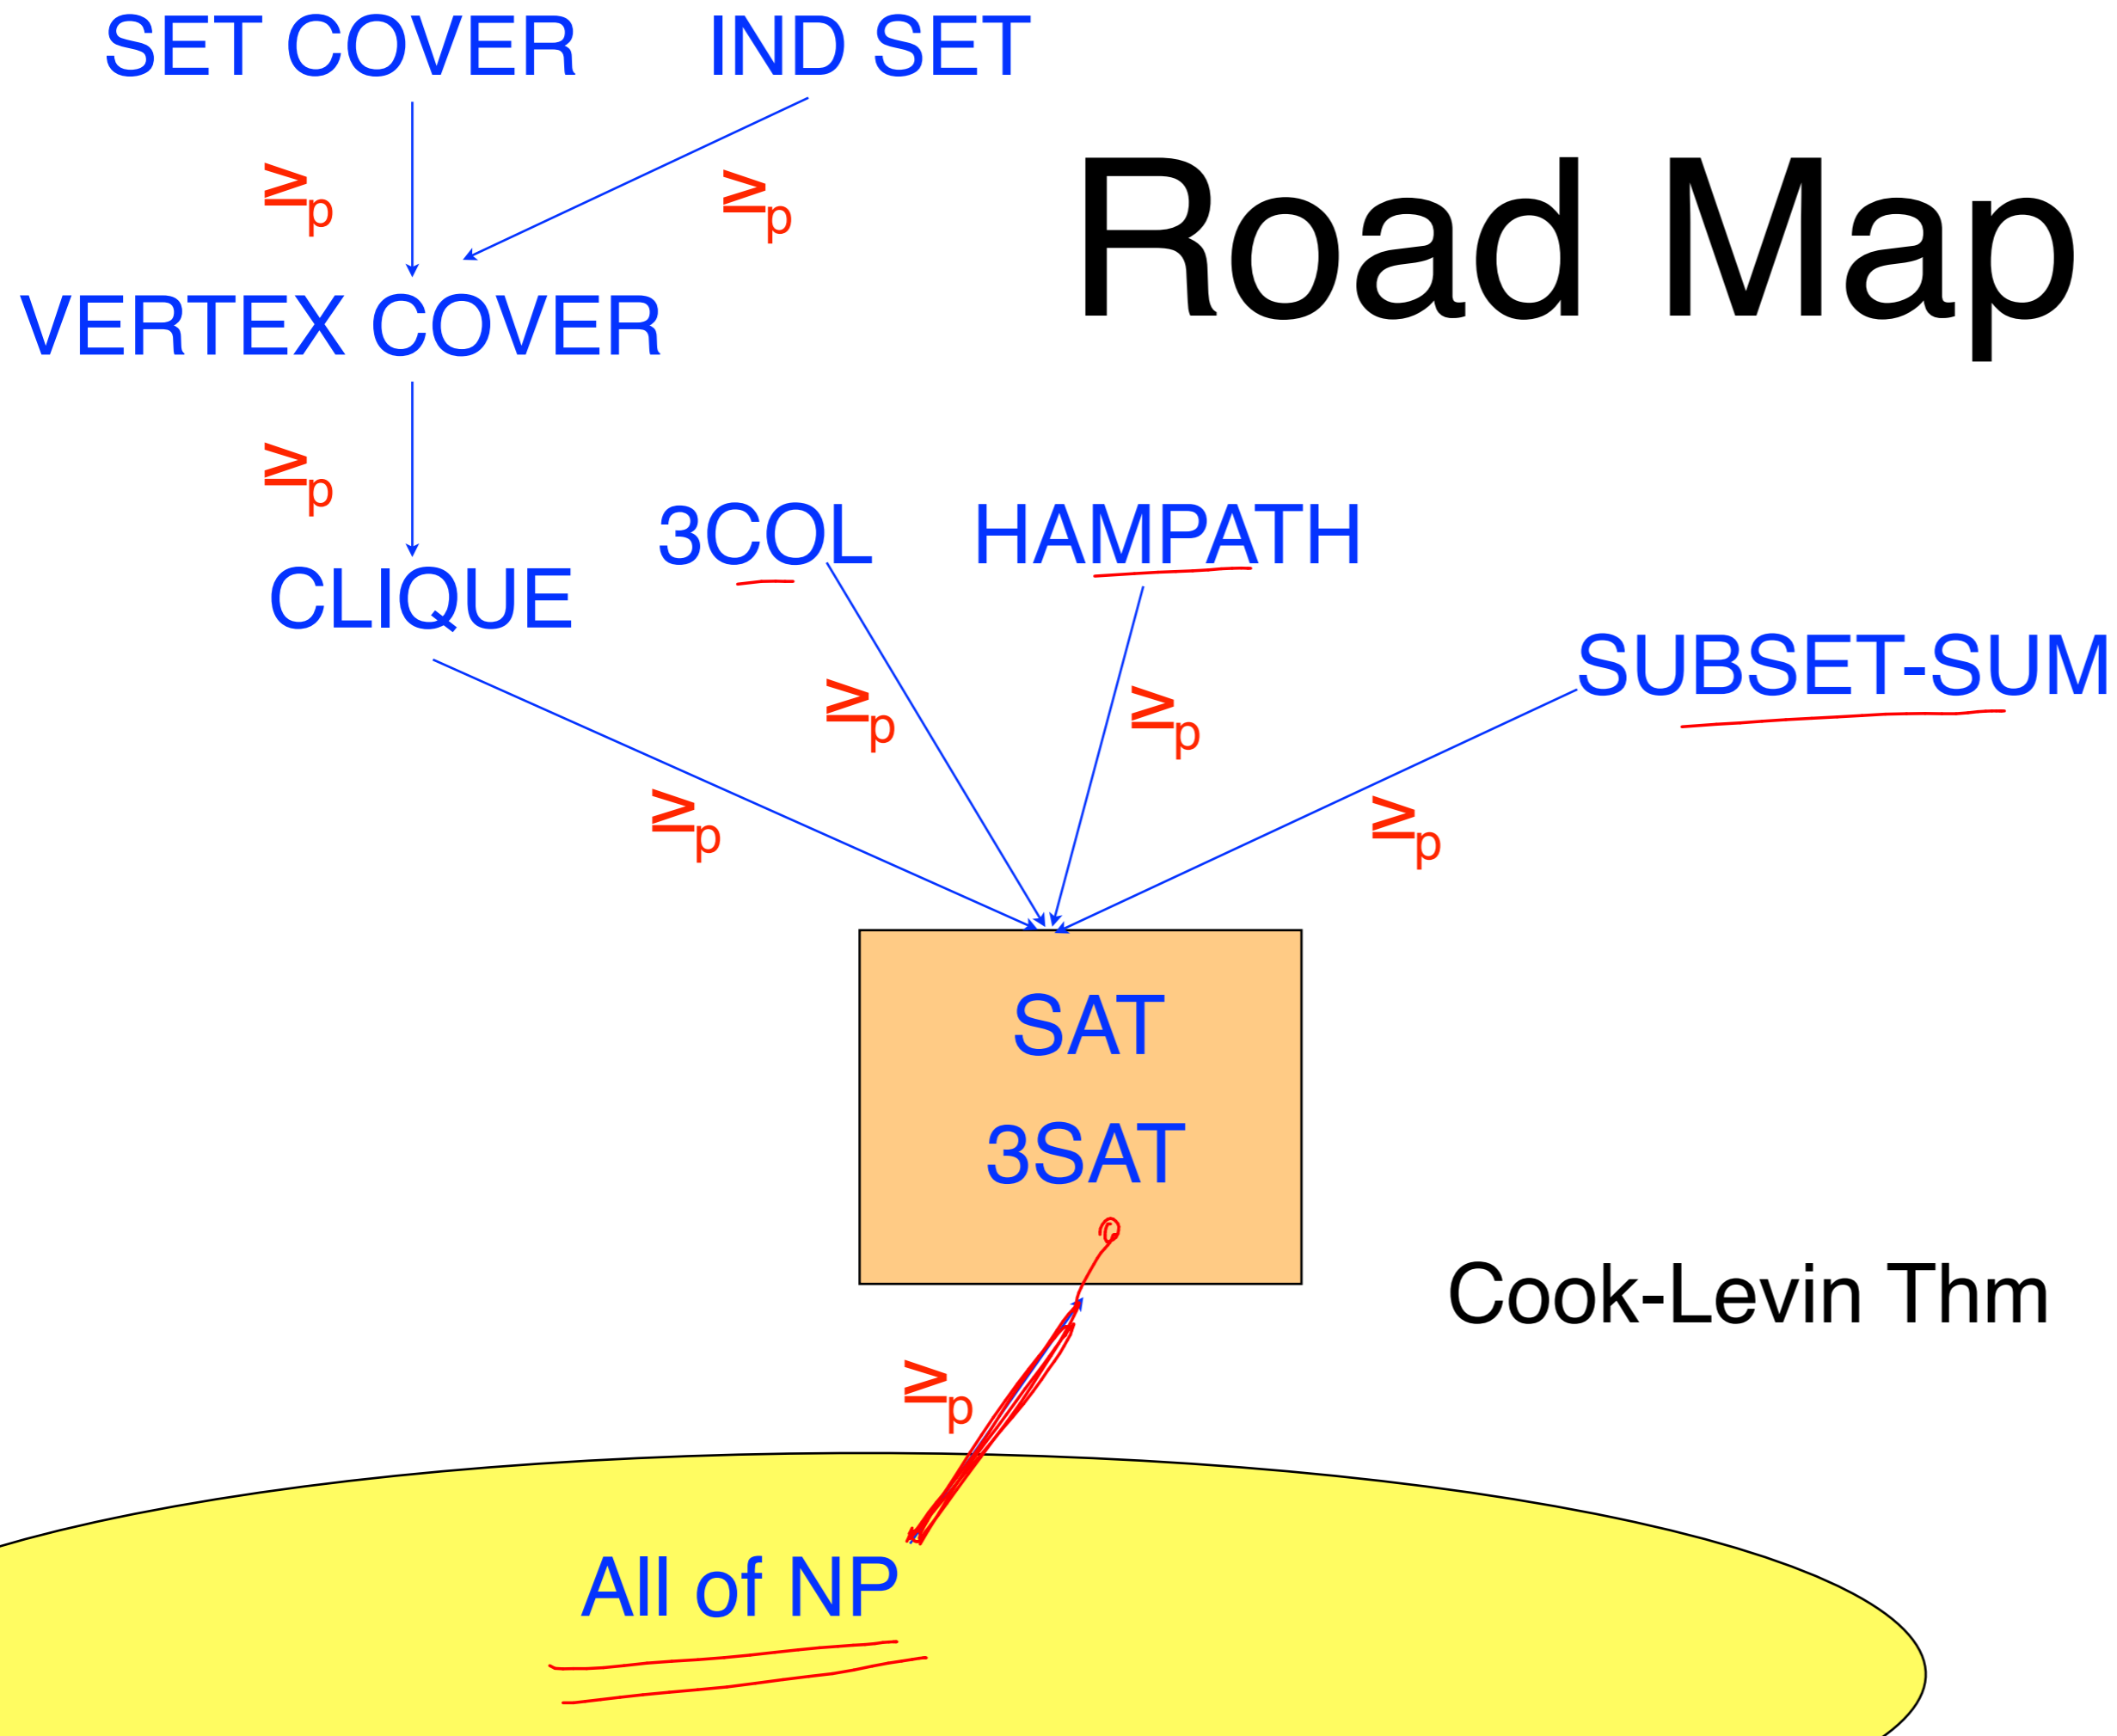 SET COVER
IND SET
Road Map
≥p
≥p
VERTEX COVER
≥p
3COL
HAMPATH
CLIQUE
SUBSET-SUM
≥p
≥p
≥p
≥p
SAT
3SAT
Cook-Levin Thm
≥p
All of NP